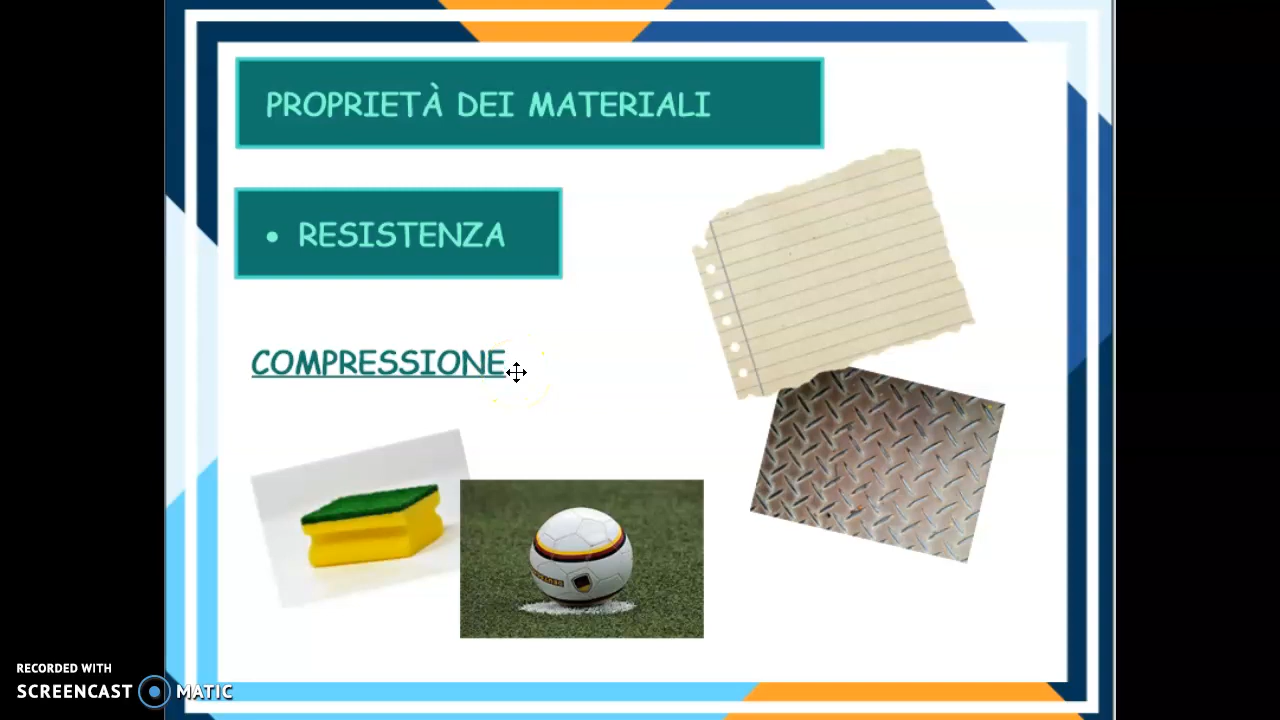 PROPRIETÀ DEI MATERIALI
• RESISTENZA
COMPRESSIONE
RECORDED WITH
SCREENCAST MATIC